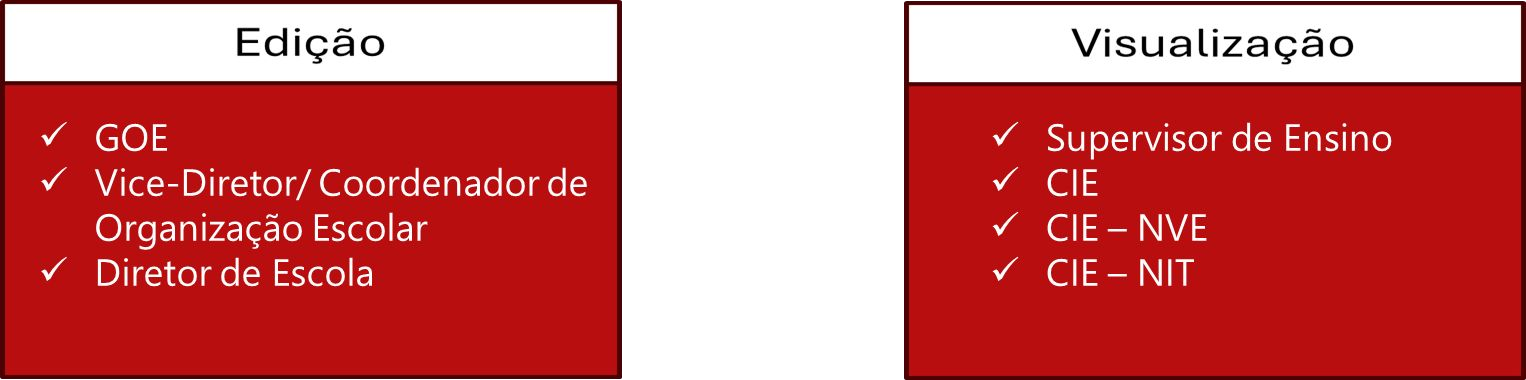 Edição
✓ GOE
✓ Vice-Diretor/ Coordenador de
Organização Escolar
✓ Diretor de Escola
Visualização
✓ Supervisor de Ensino
✓ CIE
✓ CIE – NVE
✓ CIE – NIT